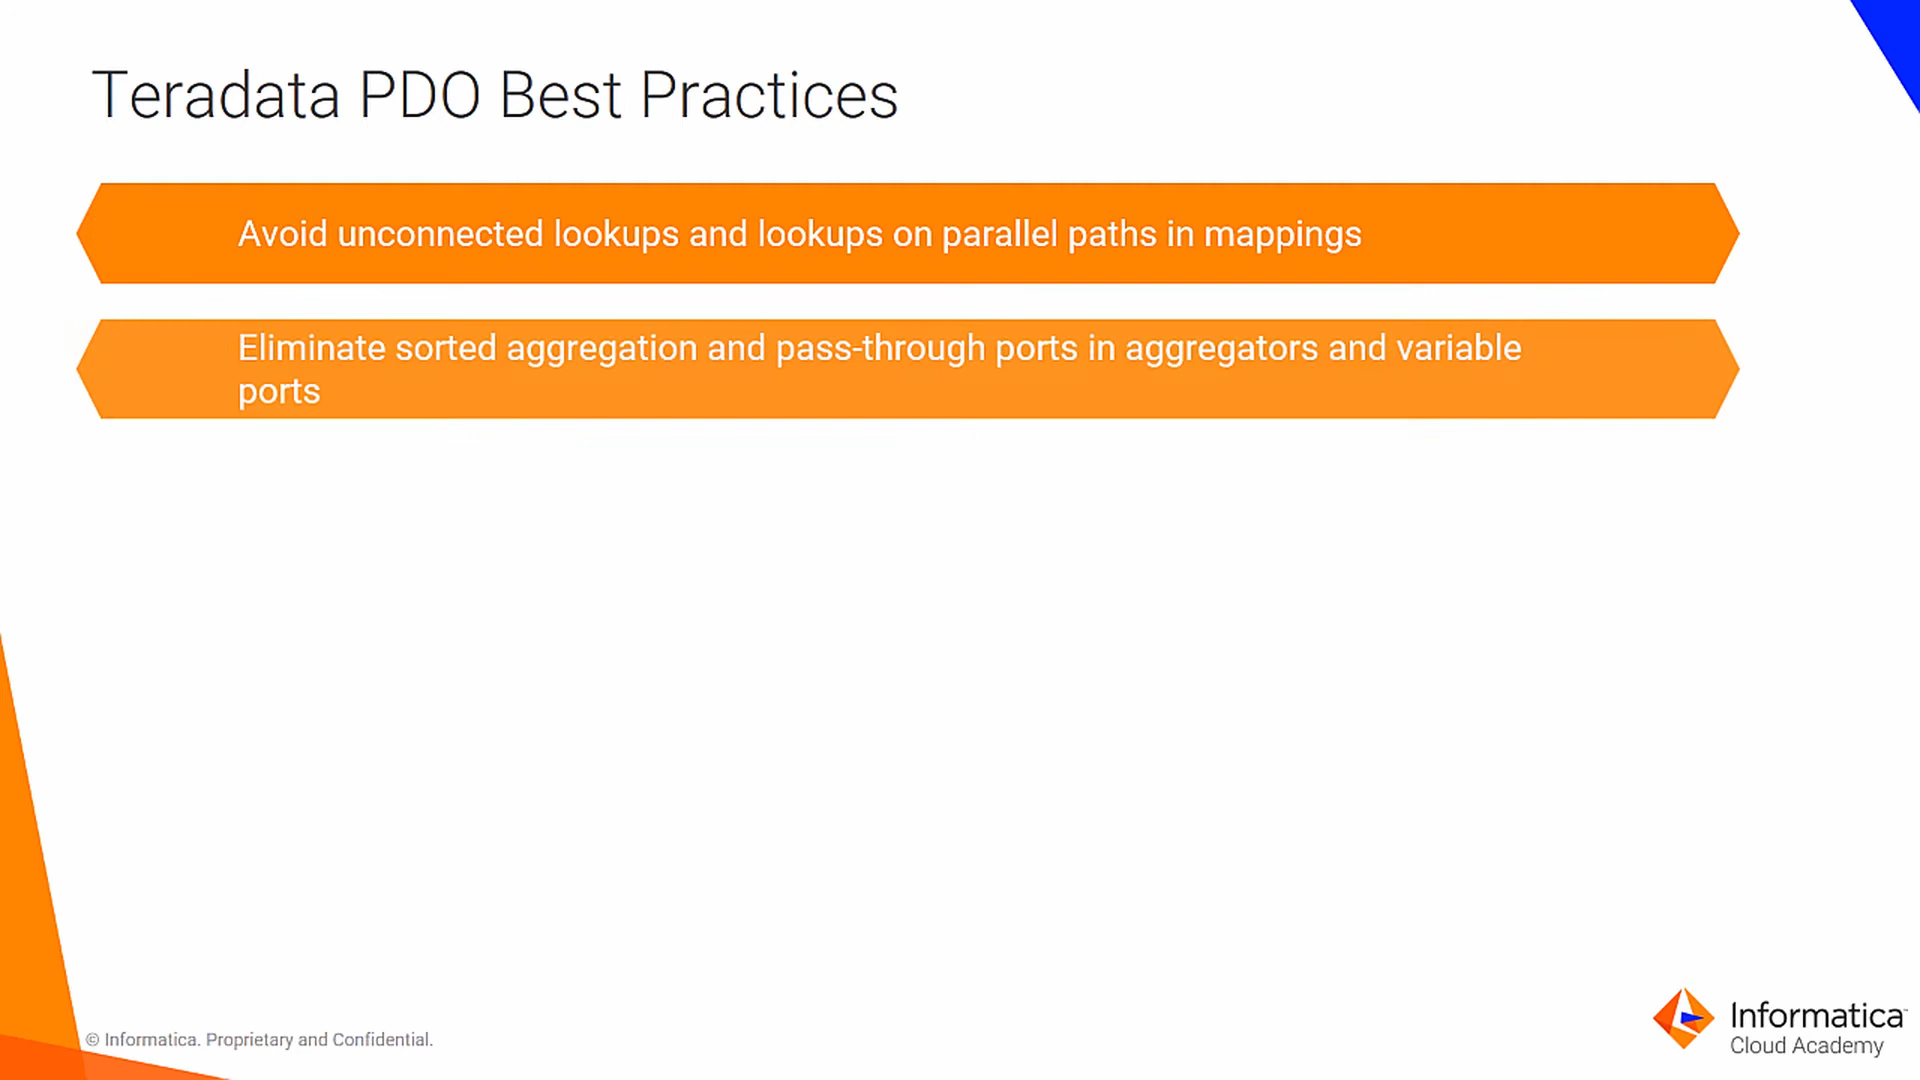 Teradata PDO Best Practices
Avoid unconnected lookups and lookups on parallel paths in mappings
Eliminate sorted aggregation and pass-through ports in aggregators and variable
ports
© Informatica. Proprietary and Confidential.
Informatica™
Cloud Academy